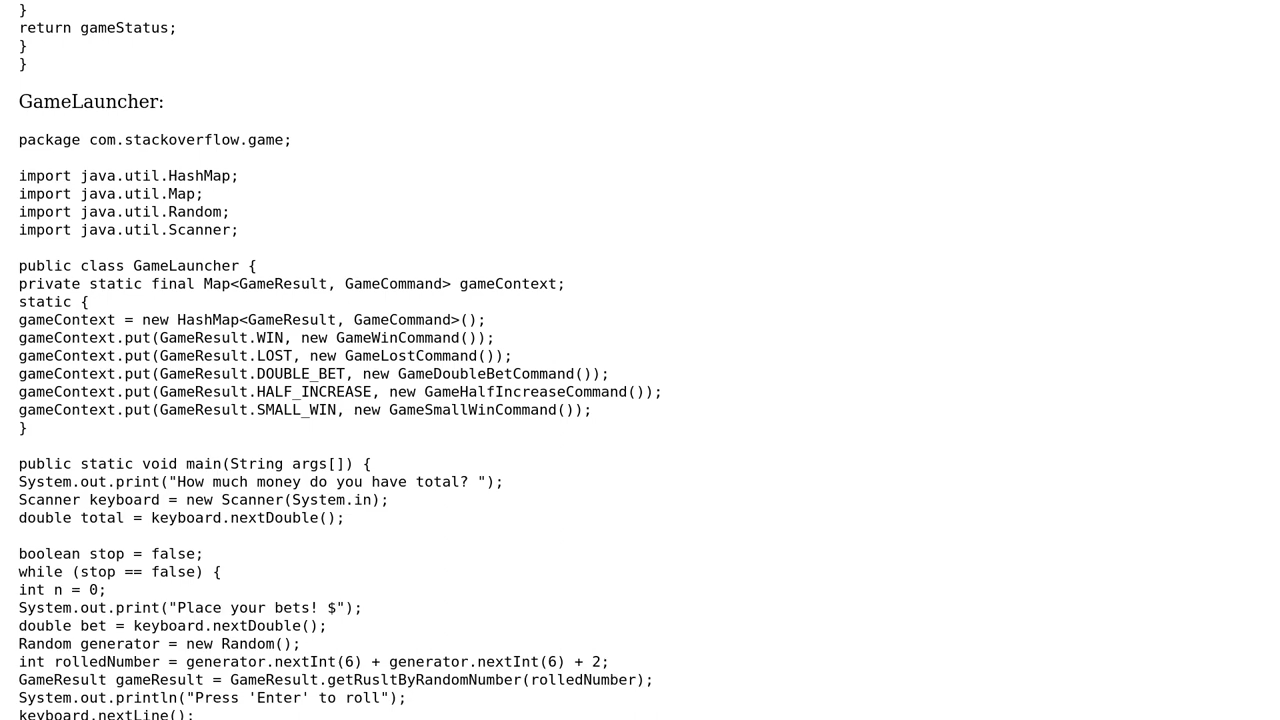 }
return gameStatus;
}
}
GameLauncher:
package com.stackoverflow.game;
import java.util.HashMap;
import java.util.Map;
import java.util.Random;
import java.util.Scanner;
public class GameLauncher {
private static final Map<GameResult, GameCommand> gameContext;
static {
gameContext = new HashMap<GameResult, GameCommand>();
gameContext.put(GameResult.WIN, new GameWinCommand());
gameContext.put(GameResult.LOST, new GameLostCommand());
gameContext.put(GameResult.DOUBLE_BET, new GameDoubleBetCommand());
gameContext.put(GameResult.HALF_INCREASE, new GameHalfIncreaseCommand());
gameContext.put(GameResult.SMALL_WIN, new GameSmallWinCommand());
}
public static void main(String args[]) {
System.out.print("How much money do you have total? ");
Scanner keyboard = new Scanner(System.in);
double total = keyboard.nextDouble();
boolean stop = false;
while (stop == false) {
int n = 0;
System.out.print("Place your bets! $");
double bet = keyboard.nextDouble();
Random generator = new Random();
int rolledNumber = generator.nextInt(6) + generator.nextInt(6) + 2;
GameResult gameResult = GameResult.getRusltByRandomNumber(rolledNumber);
System.out.println("Press 'Enter' to roll");
keyboard.nextLine();